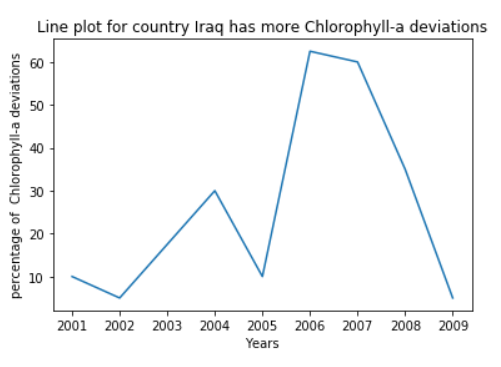 Line plot for country Iraq has more Chlorophyll-a deviations
percentage of Chlorophyll-a deviations
60
50
40
30
20
10
2001 2002 2003 2004 2005 2006 2007 2008 2009
Years